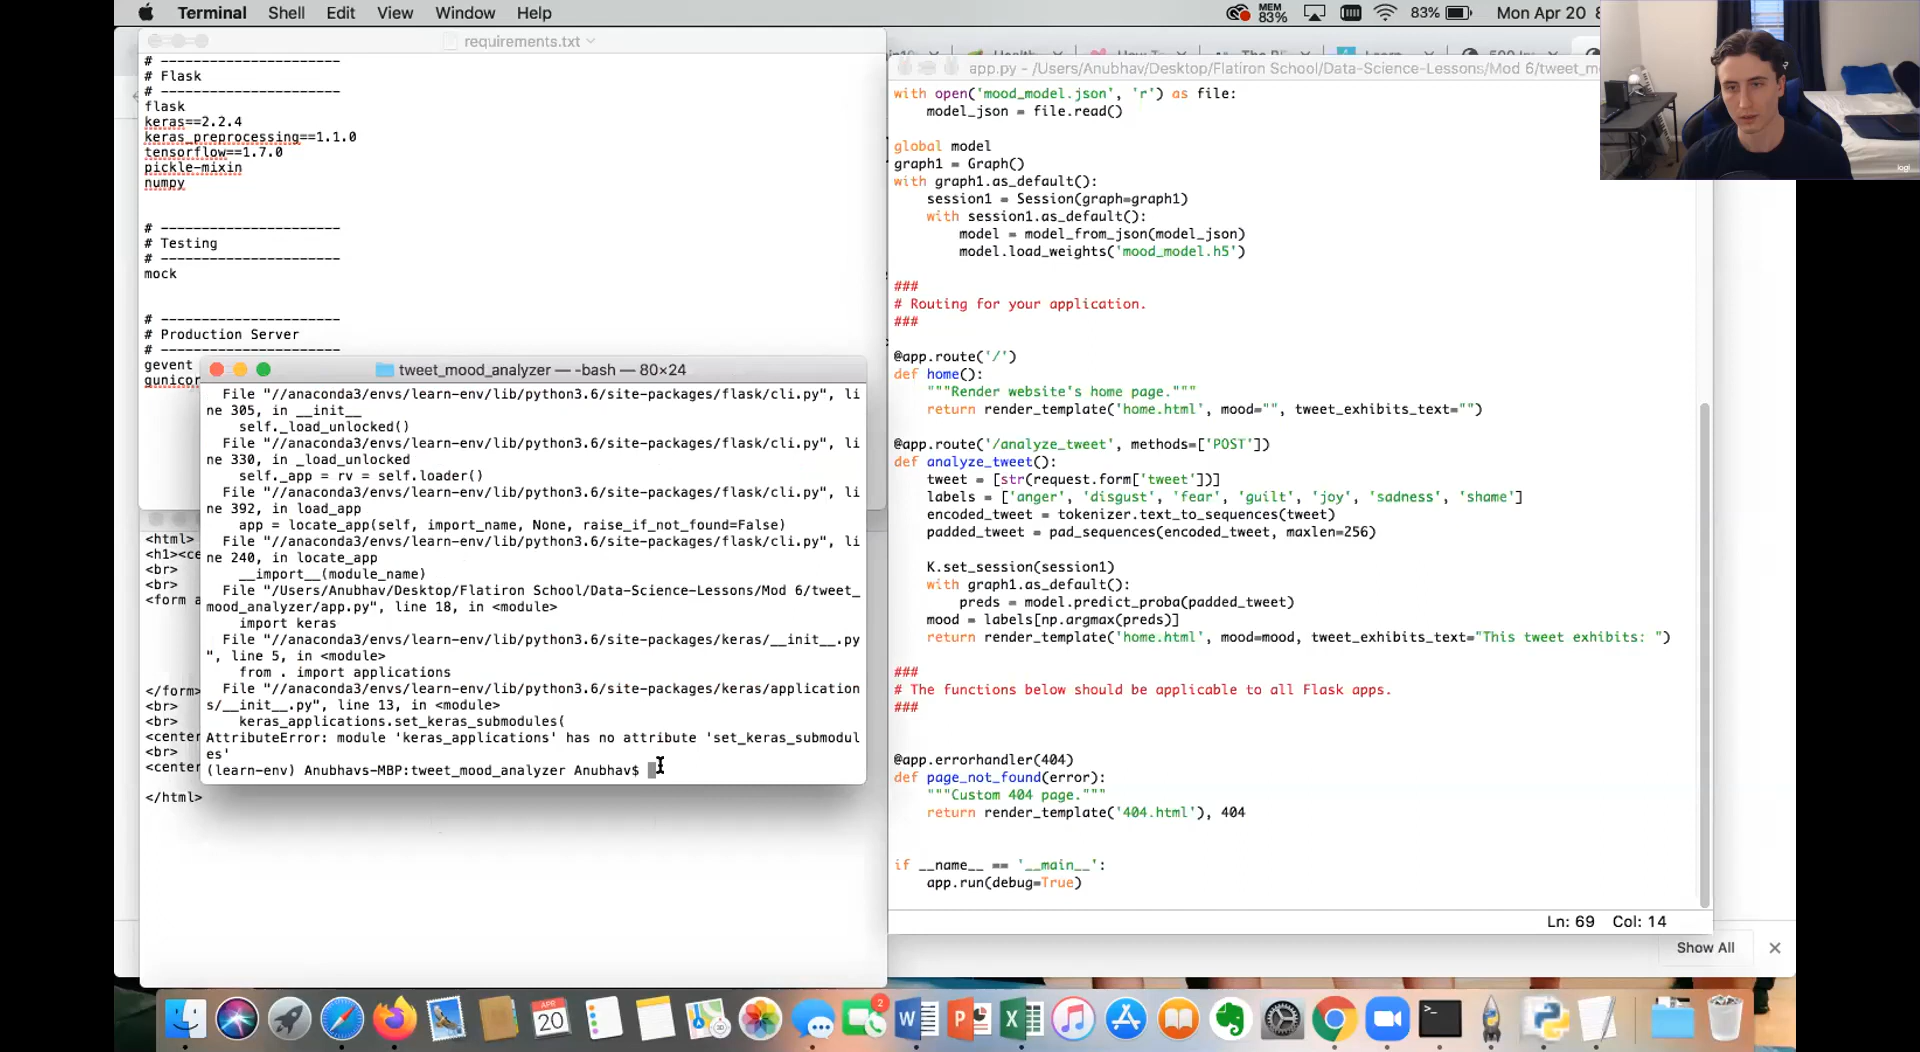 Terminal Shell Edit View Window Help
MEM 83% 83% Mon Apr 20 8
requirements.txt
# ------------------------
# Flask
# ------------------------
flask
keras==2.2.4
keras_preprocessing==1.1.0
tensorflow==1.7.0
pickle-mixin
numpy
# ------------------------
# Testing
# ------------------------
mock
# ------------------------
# Production Server
# ------------------------
gevent
gunicor
tweet_mood_analyzer — -bash — 80×24
File "//anaconda3/envs/learn-env/lib/python3.6/site-packages/flask/cli.py", li
ne 305, in __init__
self._load_unlocked()
File "//anaconda3/envs/learn-env/lib/python3.6/site-packages/flask/cli.py", li
ne 330, in _load_unlocked
self._app = rv = self.loader()
File "//anaconda3/envs/learn-env/lib/python3.6/site-packages/flask/cli.py", li
ne 392, in load_app
app = locate_app(self, import_name, None, raise_if_not_found=False)
File "//anaconda3/envs/learn-env/lib/python3.6/site-packages/flask/cli.py", li
ne 240, in locate_app
__import__(module_name)
File "/Users/Anubhav/Desktop/Flatiron School/Data-Science-Lessons/Mod 6/tweet_
mood_analyzer/app.py", line 18, in <module>
import keras
File "//anaconda3/envs/learn-env/lib/python3.6/site-packages/keras/__init__.py
", line 5, in <module>
from . import applications
File "//anaconda3/envs/learn-env/lib/python3.6/site-packages/keras/application
s/__init__.py", line 13, in <module>
keras_applications.set_keras_submodules(
AttributeError: module 'keras_applications' has no attribute 'set_keras_submodul
es'
(learn-env) Anubhavs-MBP:tweet_mood_analyzer Anubhav$
<html>
<h1><ce
<br>
<br>
<form a
</form>
<br>
<br>
<center
<br>
<center
</html>
app.py - /Users/Anubhav/Desktop/Flatiron School/Data-Science-Lessons/Mod 6/tweet_m
with open('mood_model.json', 'r') as file:
model_json = file.read()
global model
graph1 = Graph()
with graph1.as_default():
session1 = Session(graph=graph1)
with session1.as_default():
model = model_from_json(model_json)
model.load_weights('mood_model.h5')
###
# Routing for your application.
###
@app.route('/')
def home():
"""Render website's home page."""
return render_template('home.html', mood="", tweet_exhibits_text="")
@app.route('/analyze_tweet', methods=['POST'])
def analyze_tweet():
tweet = [str(request.form['tweet'])]
labels = ['anger', 'disgust', 'fear', 'guilt', 'joy', 'sadness', 'shame']
encoded_tweet = tokenizer.text_to_sequences(tweet)
padded_tweet = pad_sequences(encoded_tweet, maxlen=256)
K.set_session(session1)
with graph1.as_default():
preds = model.predict_proba(padded_tweet)
mood = labels[np.argmax(preds)]
return render_template('home.html', mood=mood, tweet_exhibits_text="This tweet exhibits: ")
###
# The functions below should be applicable to all Flask apps.
###
@app.errorhandler(404)
def page_not_found(error):
"""Custom 404 page."""
return render_template('404.html'), 404
if __name__ == '__main__':
app.run(debug=True)
Ln: 69 Col: 14
Show All
logi
APR
20
2